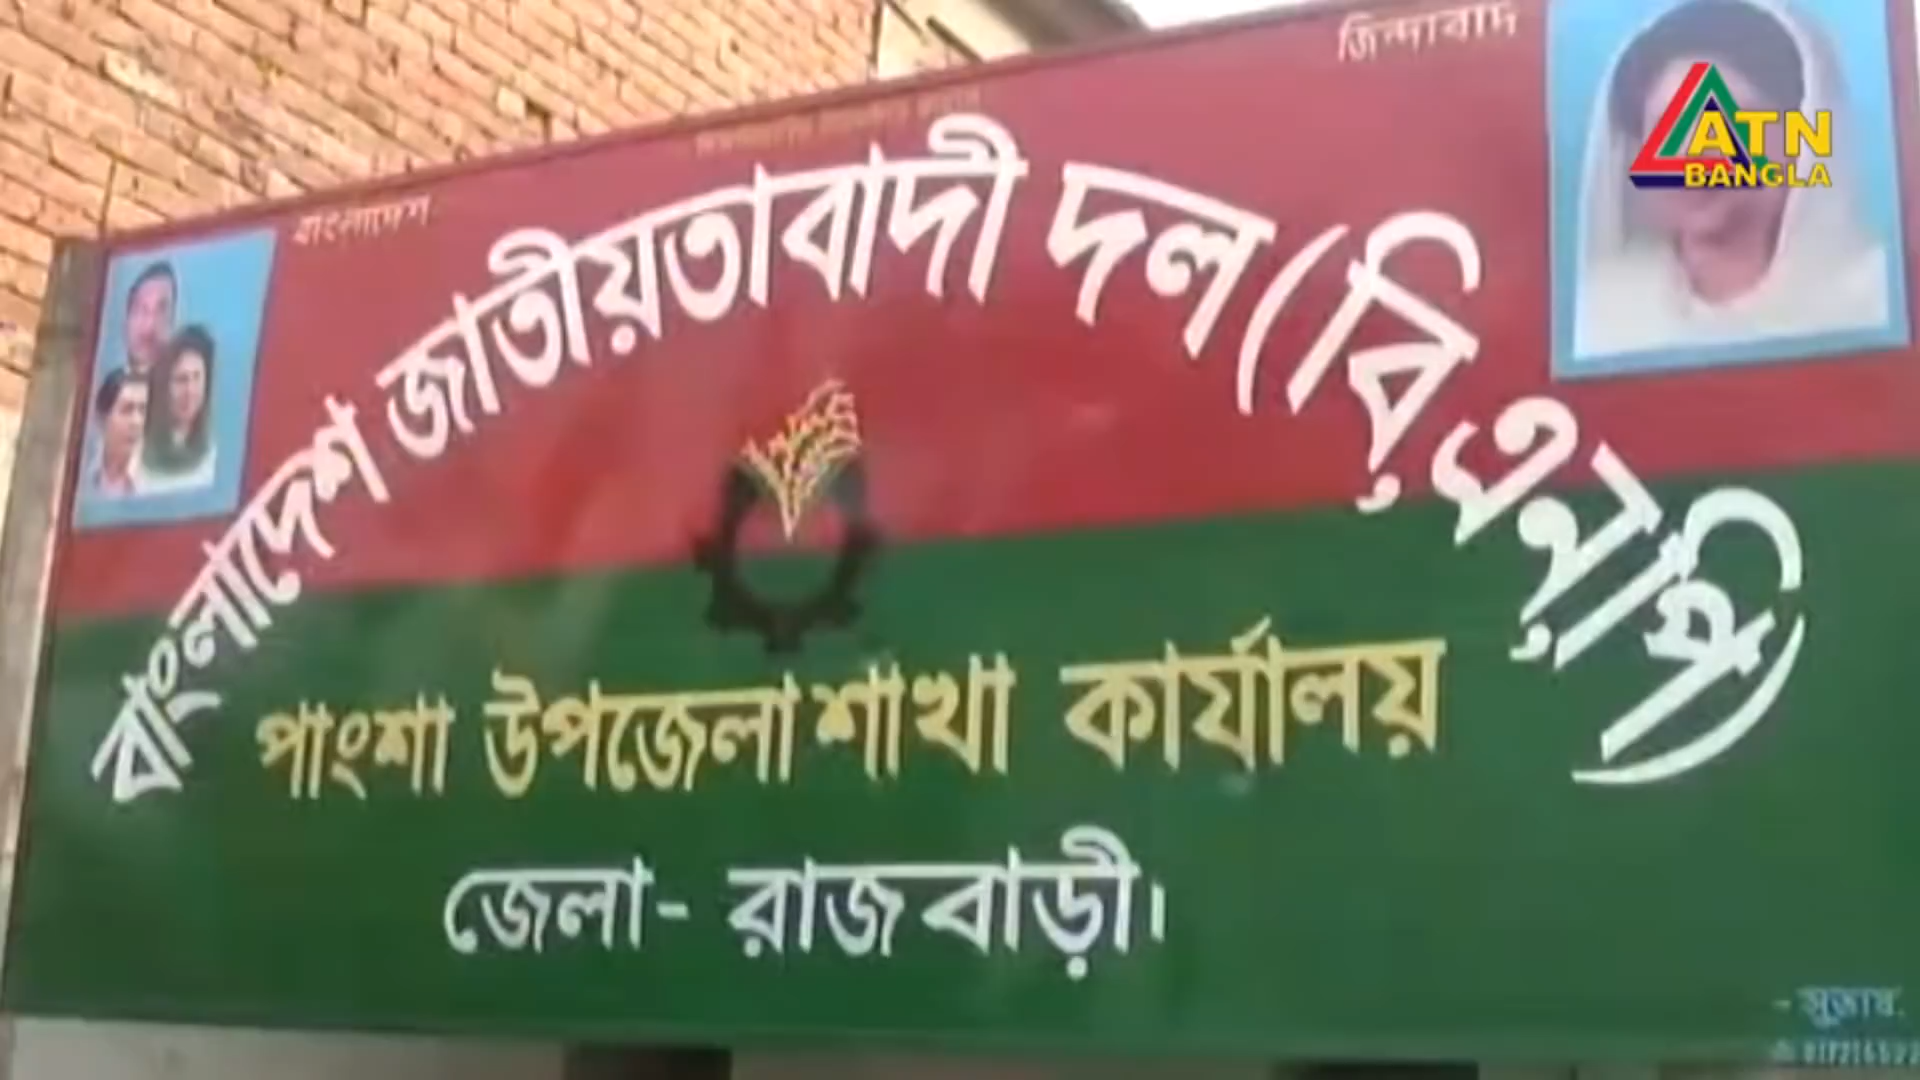 বাংলাদেশ
জিন্দাবাদ
ATN
BANGLA
বাংলাদেশ জাতীয়তাবাদী দল (বি,এন,পি)
পাংশা উপজেলা শাখা কার্যালয়
জেলা- রাজবাড়ী।
- সুভাষ.